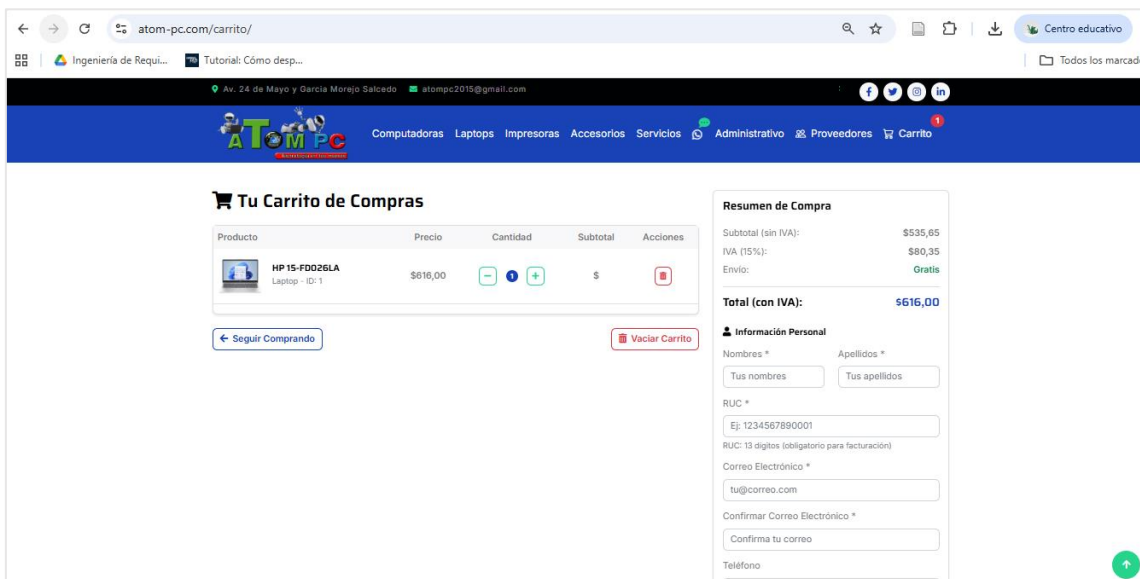 atom-pc.com/carrito/
Centro educativo
Ingeniería de Requi...
Tutorial: Cómo desp...
Todos los marcad
Av. 24 de Mayo y Garcia Morejo Salcedo atompc2015@gmail.com
ATOM PC
Computadoras Laptops Impresoras Accesorios Servicios Administrativo Proveedores Carrito 1
Tu Carrito de Compras
Producto Precio Cantidad Subtotal Acciones
HP 15-FD026LA
Laptop - ID: 1
$616,00 - 1 + $
← Seguir Comprando
Vaciar Carrito
Resumen de Compra
Subtotal (sin IVA): $535,65
IVA (15%): $80,35
Envío: Gratis
Total (con IVA): $616,00
Información Personal
Nombres * Apellidos *
Tus nombres Tus apellidos
RUC *
Ej: 1234567890001
RUC: 13 dígitos (obligatorio para facturación)
Correo Electrónico *
tu@correo.com
Confirmar Correo Electrónico *
Confirma tu correo
Teléfono